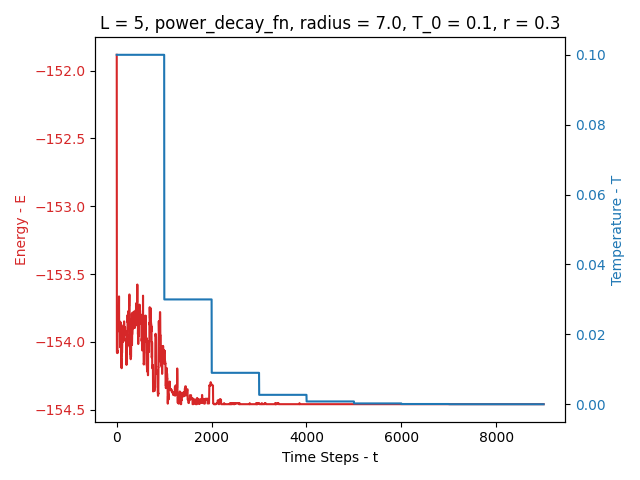 L = 5, power_decay_fn, radius = 7.0, T_0 = 0.1, r = 0.3
Energy - E
−152.0
−152.5
−153.0
−153.5
−154.0
−154.5
0.10
0.08
0.06
0.04
0.02
0.00
Temperature - T
0 2000 4000 6000 8000
Time Steps - t